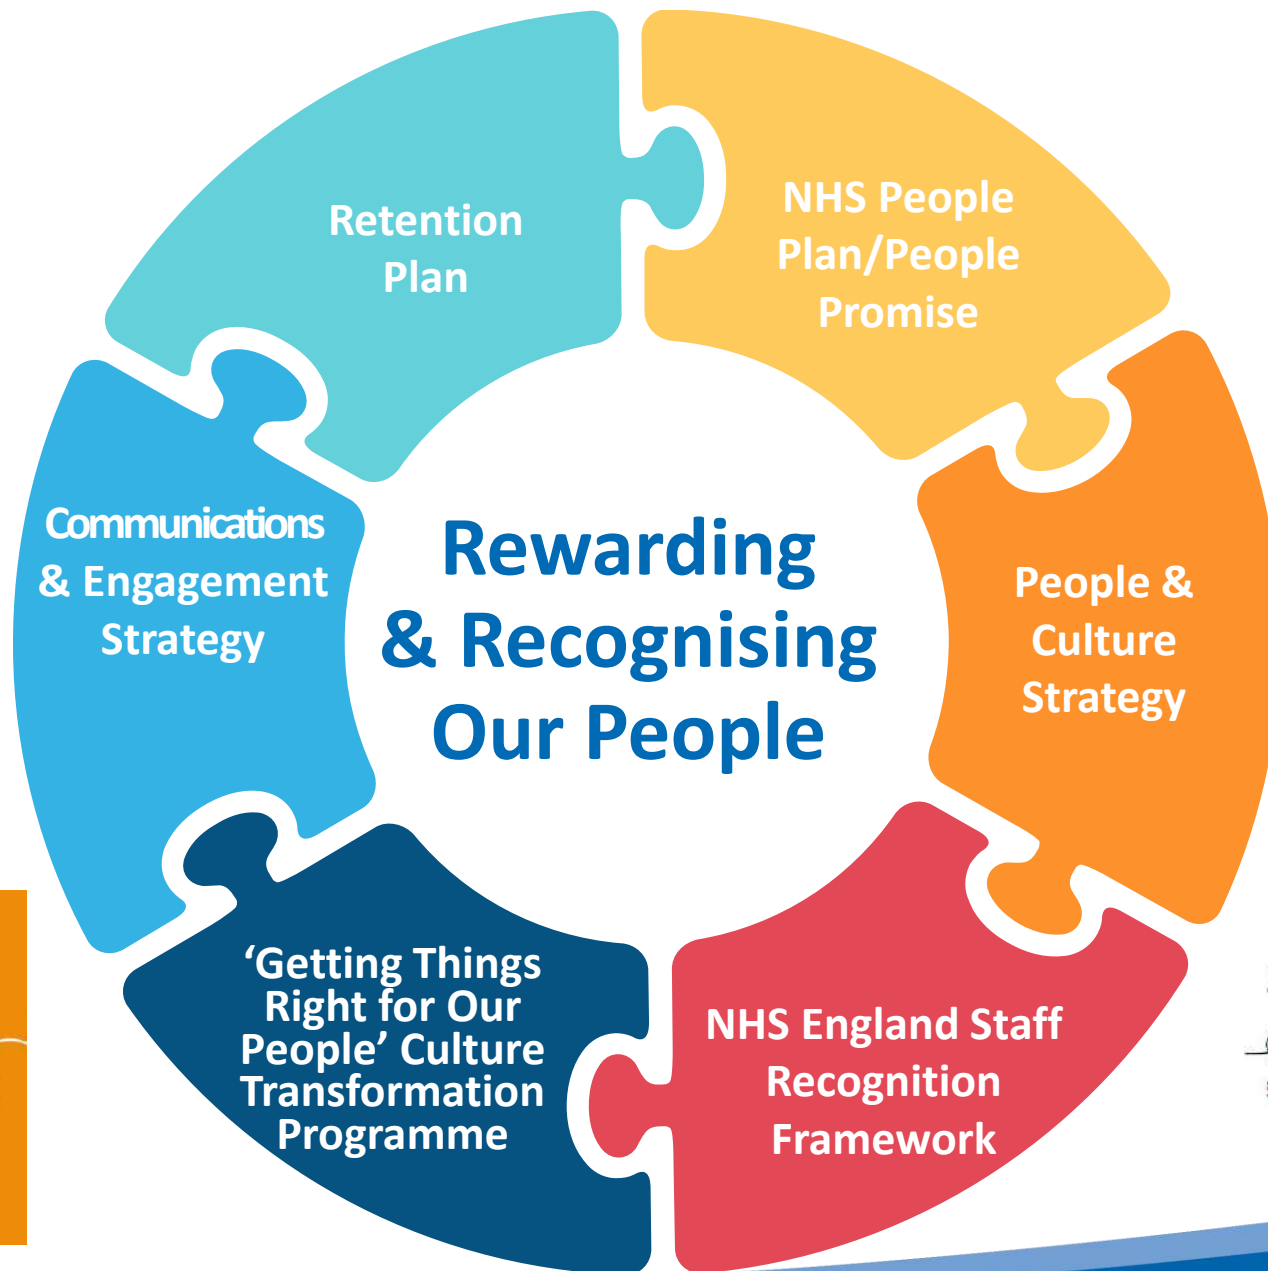 Retention
Plan
NHS People
Plan/People
Promise
People &
Culture
Strategy
NHS England Staff
Recognition
Framework
‘Getting Things
Right for Our
People’ Culture
Transformation
Programme
Communications
& Engagement
Strategy
Rewarding
& Recognising
Our People